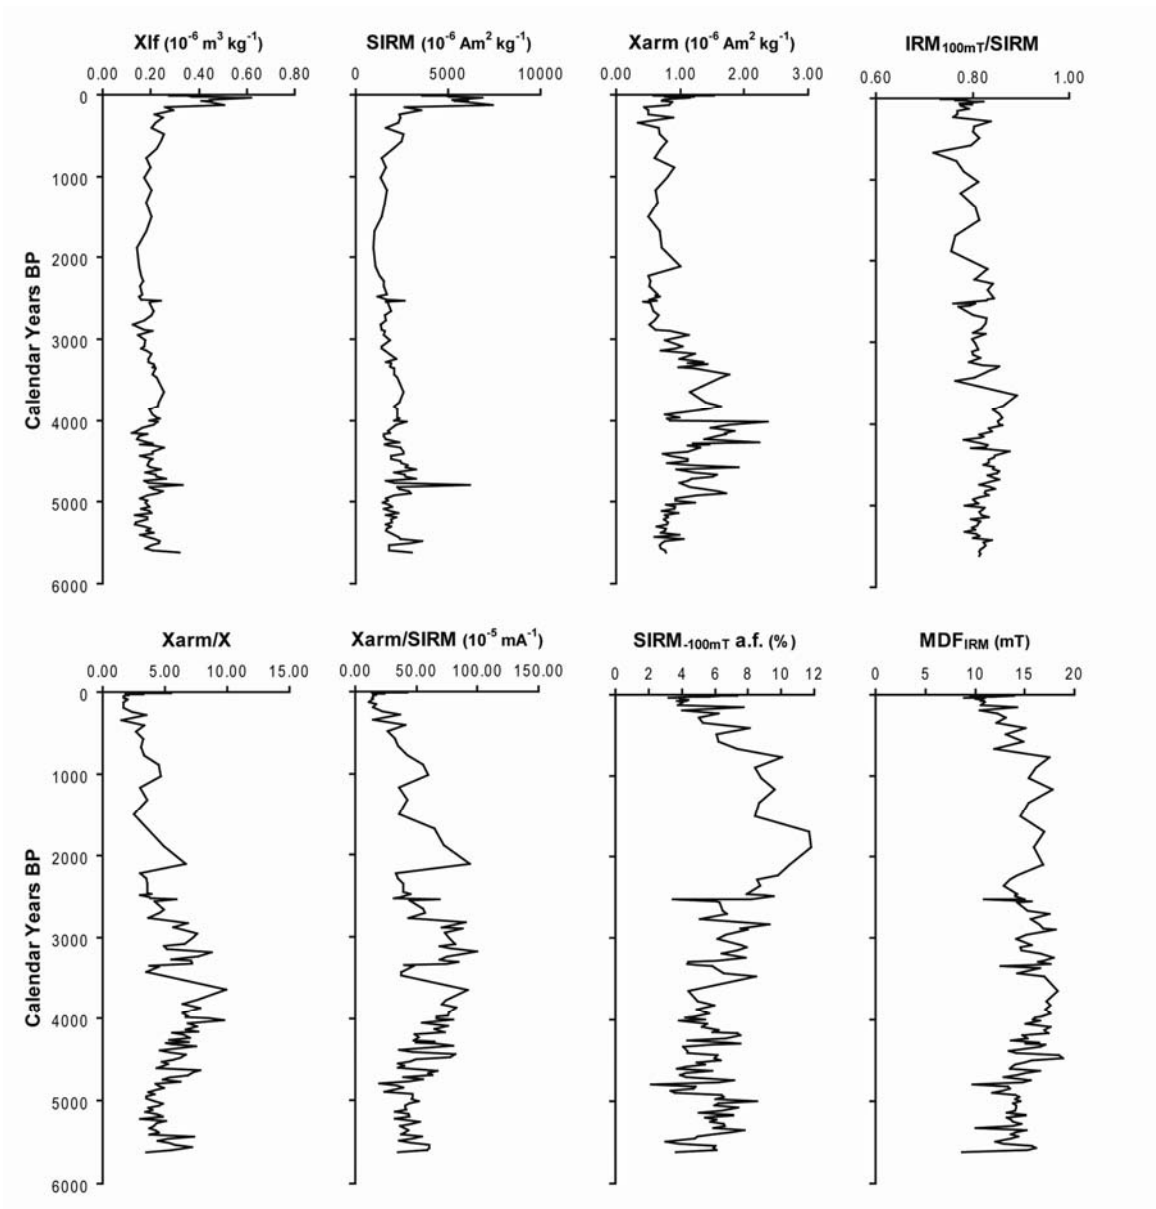 Xlf (10⁻⁶ m³ kg⁻¹)
SIRM (10⁻⁶ Am² kg⁻¹)
Xarm (10⁻⁶ Am² kg⁻¹)
IRM₁₀₀mT/SIRM
0.00 0.20 0.40 0.60 0.80
0 5000 10000
0.00 1.00 2.00 3.00
0.60 0.80 1.00
0
1000
2000
3000
4000
5000
6000
Calendar Years BP
Xarm/X
Xarm/SIRM (10⁻⁵ mA⁻¹)
SIRM-100mT a.f. (%)
MDFIRM (mT)
0.00 5.00 10.00 15.00
0.00 50.00 100.00 150.00
0 2 4 6 8 10 12
0 5 10 15 20
0
1000
2000
3000
4000
5000
6000
Calendar Years BP